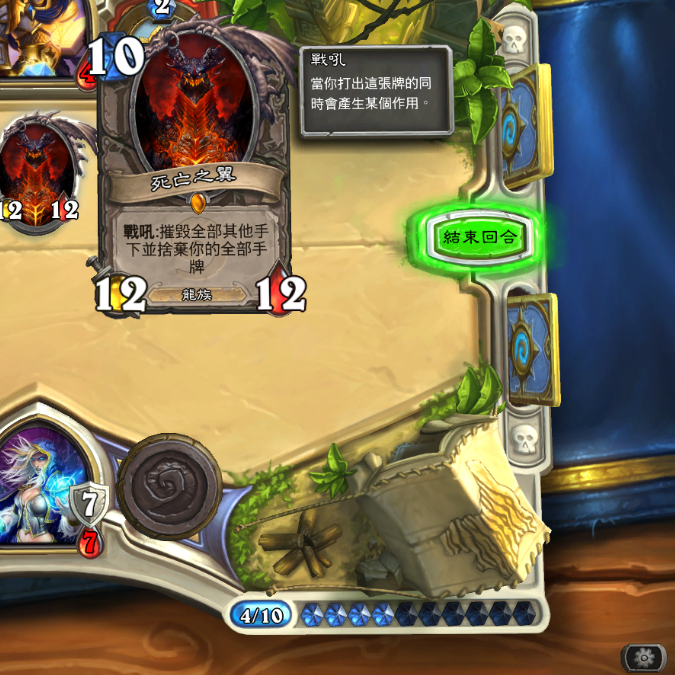 2
4
10
戰吼
當你打出這張牌的同
時會產生某個作用。
死亡之翼
12 12
結束回合
戰吼:摧毀全部其他手
下並捨棄你的全部手
牌
12 龍族 12
7
7
4/10